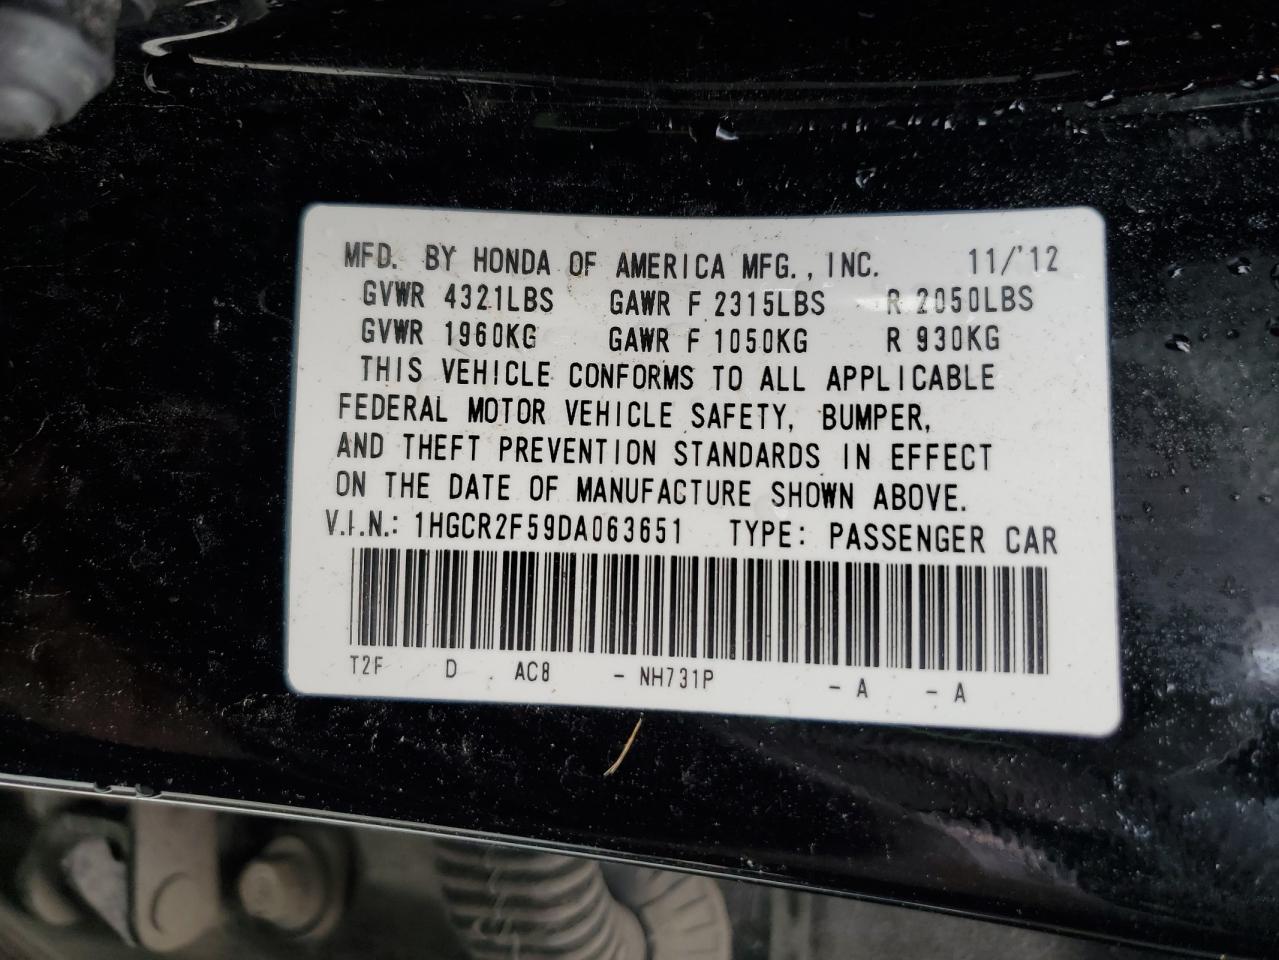 MFD. BY HONDA OF AMERICA MFG., INC. 11/'12
GVWR 4321LBS GAWR F 2315LBS R 2050LBS
GVWR 1960KG GAWR F 1050KG R 930KG
THIS VEHICLE CONFORMS TO ALL APPLICABLE
FEDERAL MOTOR VEHICLE SAFETY, BUMPER,
AND THEFT PREVENTION STANDARDS IN EFFECT
ON THE DATE OF MANUFACTURE SHOWN ABOVE.
V.I.N.: 1HGCR2F59DA063651 TYPE: PASSENGER CAR
T2F D AC8 - NH731P - A - A